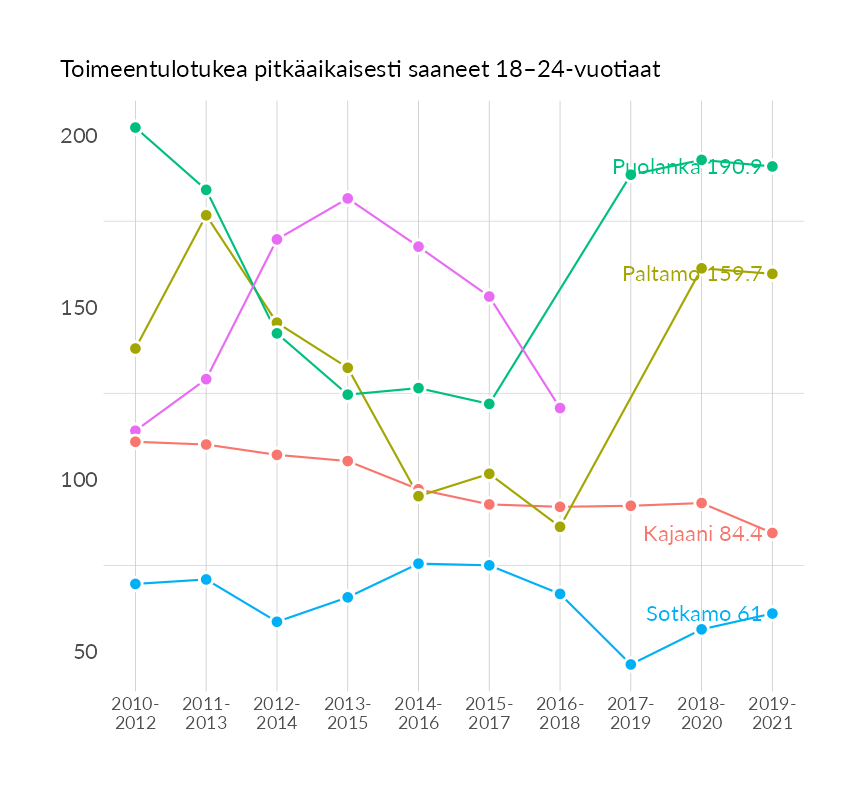 Toimeentulotukea pitkäaikaisesti saaneet 18–24-vuotiaat
200
Puolanka 190.9
Paltamo 159.7
150
100
Kajaani 84.4
Sotkamo 61
50
2010- 2011- 2012- 2013- 2014- 2015- 2016- 2017- 2018- 2019-
2012 2013 2014 2015 2016 2017 2018 2019 2020 2021